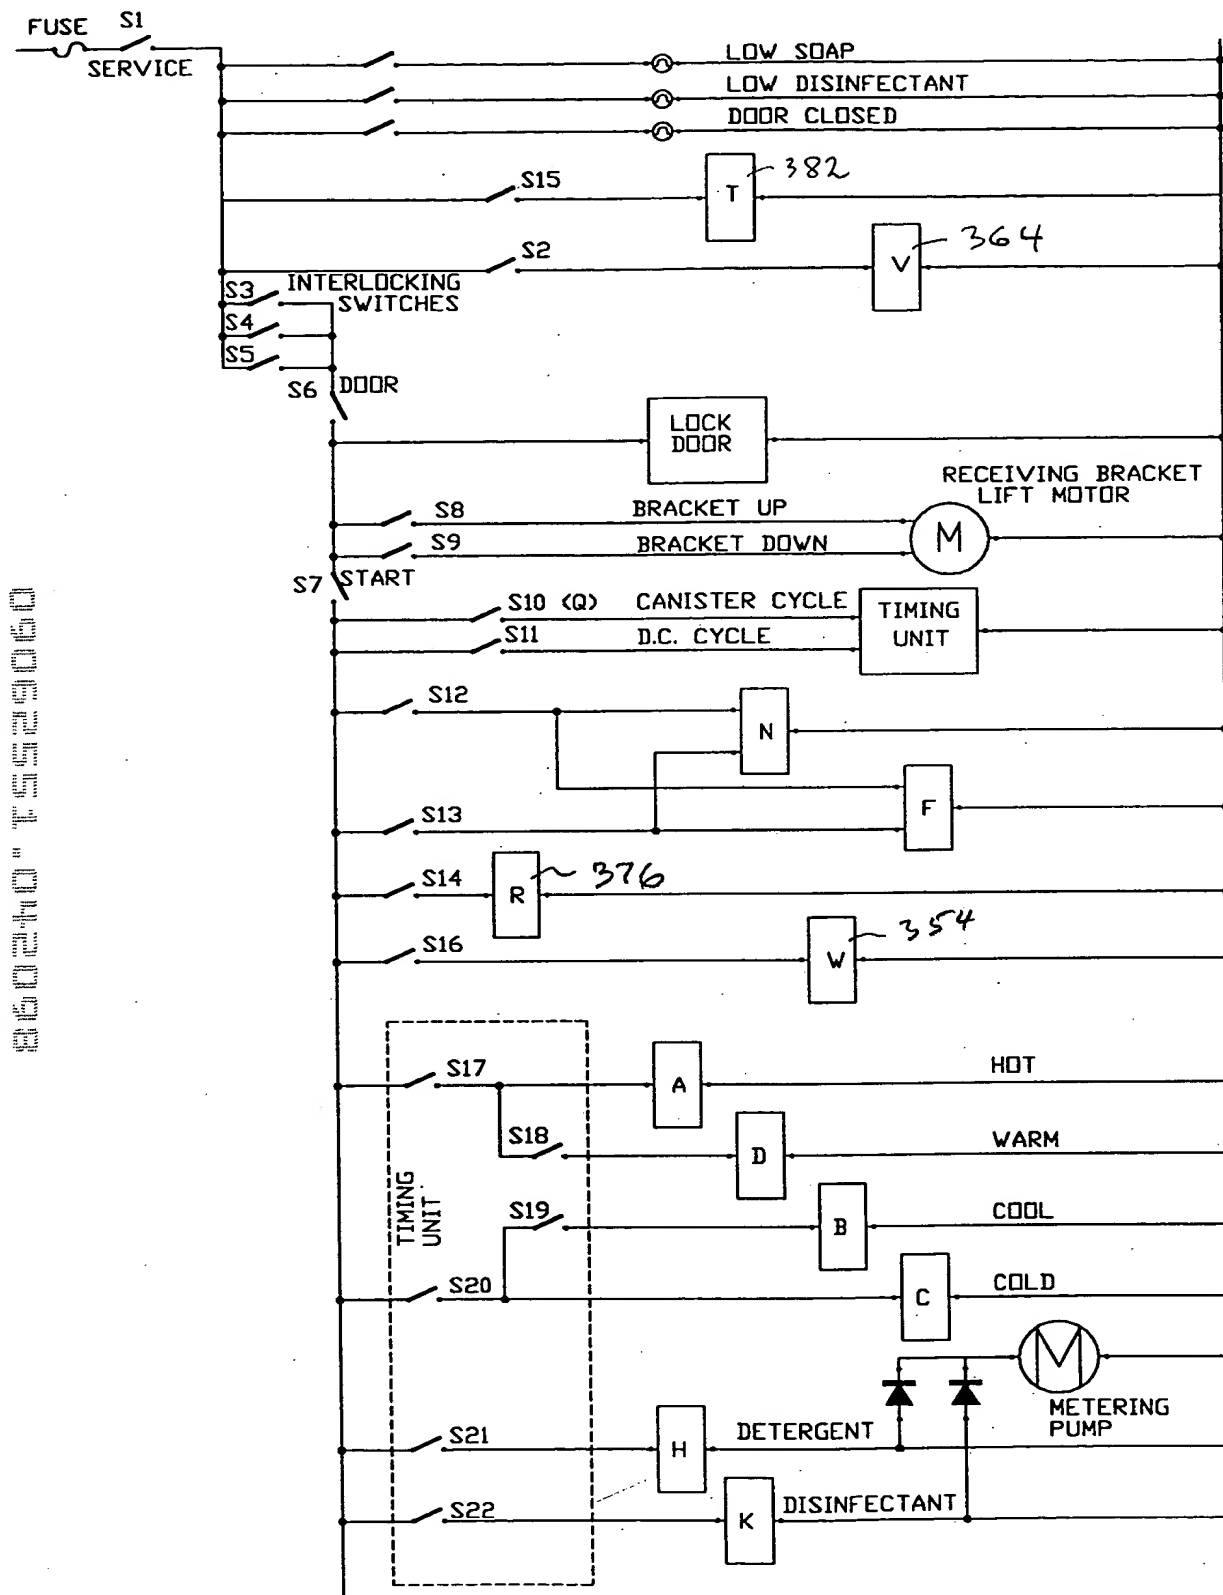 FUSE S1
SERVICE
LOW SOAP
LOW DISINFECTANT
DOOR CLOSED
S15
T
382
S2
V
364
INTERLOCKING
SWITCHES
S3
S4
S5
S6 DOOR
LOCK
DOOR
RECEIVING BRACKET
LIFT MOTOR
S8
BRACKET UP
M
S9
BRACKET DOWN
S7 START
S10 (Q) CANISTER CYCLE
TIMING
UNIT
S11
D.C. CYCLE
S12
N
F
S13
S14
R
376
S16
W
354
S17
A
HOT
S18
D
WARM
TIMING
UNIT
S19
B
COOL
S20
C
COLD
M
METERING
PUMP
S21
H
DETERGENT
S22
K
DISINFECTANT
09062551.042098